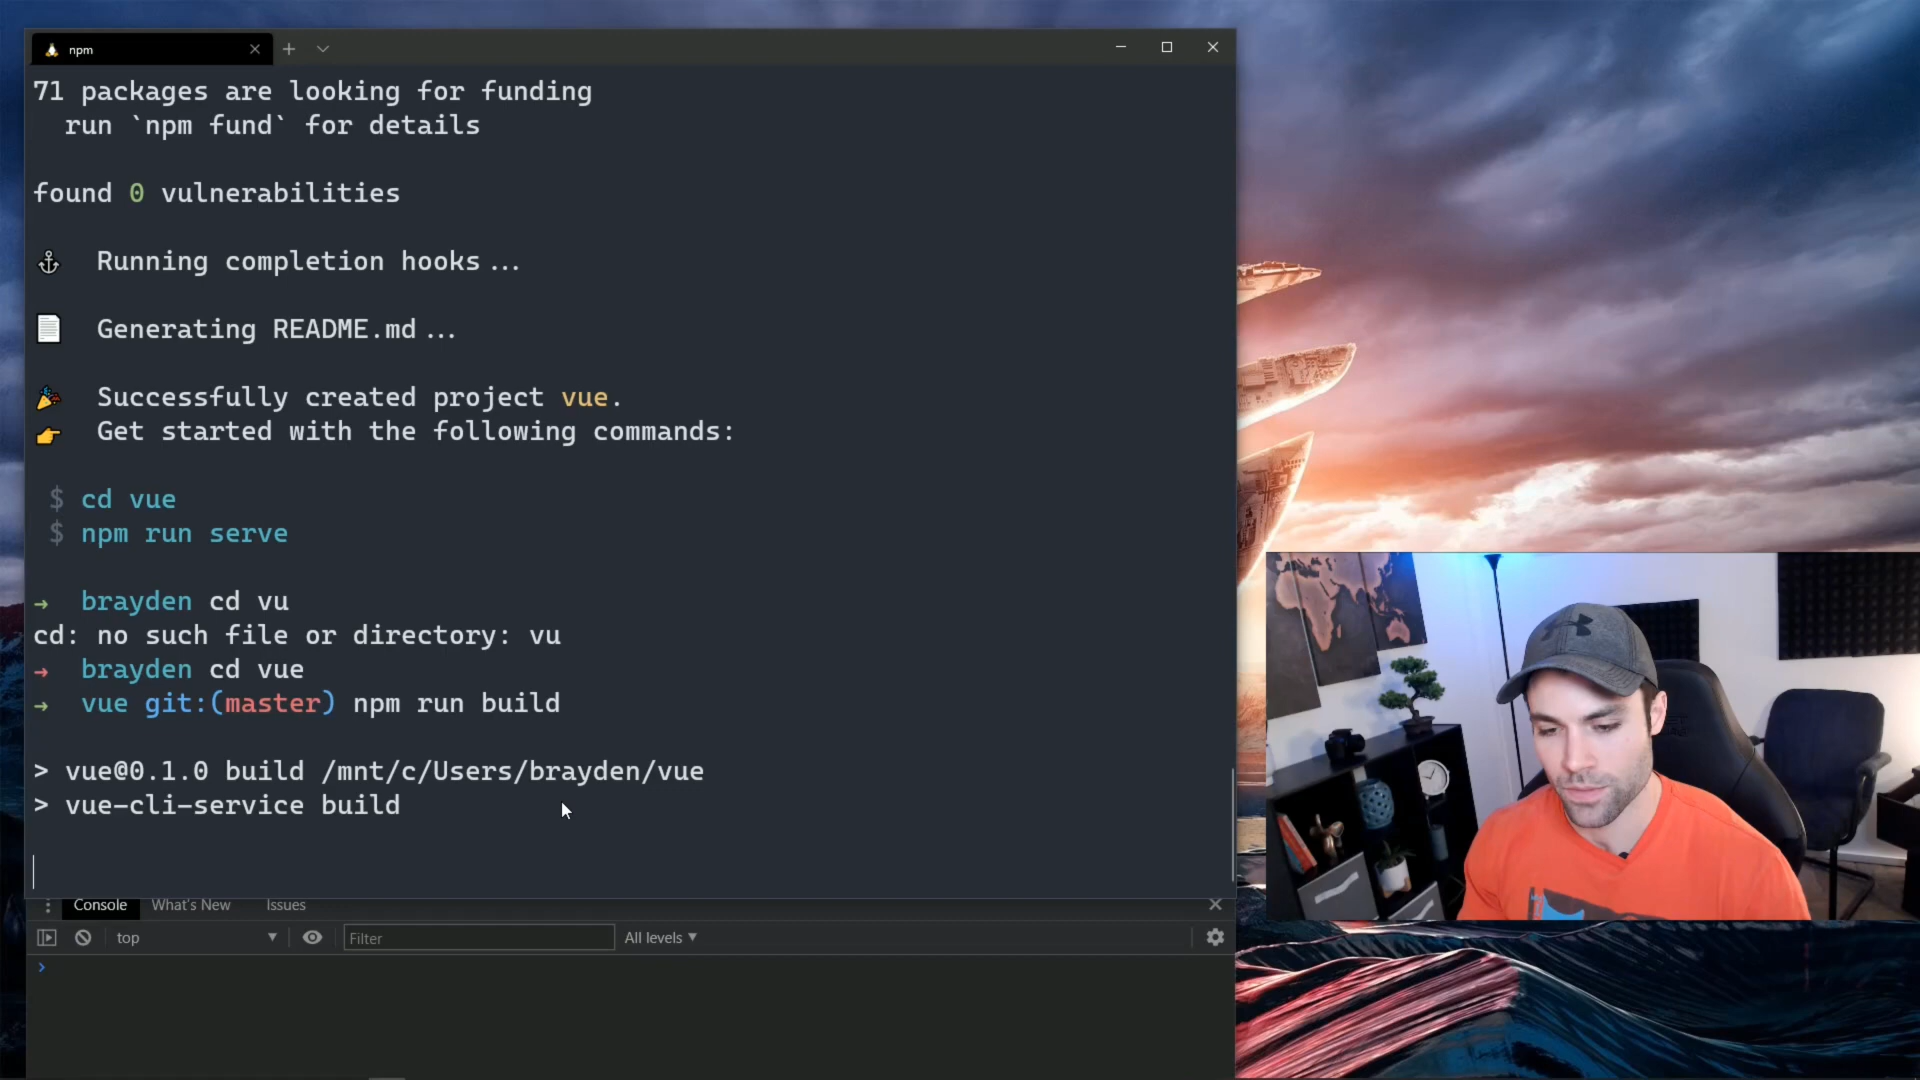 npm
71 packages are looking for funding
run `npm fund` for details
found 0 vulnerabilities
Running completion hooks...
Generating README.md...
Successfully created project vue.
Get started with the following commands:
$ cd vue
$ npm run serve
→ brayden cd vu
cd: no such file or directory: vu
→ brayden cd vue
→ vue git:(master) npm run build
> vue@0.1.0 build /mnt/c/Users/brayden/vue
> vue-cli-service build
Console What's New Issues
top Filter All levels